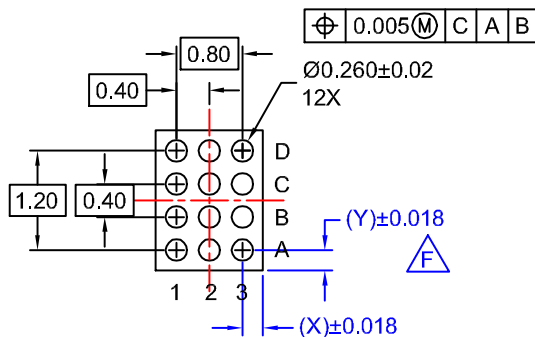 ⌖ 0.005Ⓜ C A B
0.80
Ø0.260±0.02
12X
0.40
D
C
1.20 0.40
B
(Y)±0.018
A
F
1 2 3
(X)±0.018